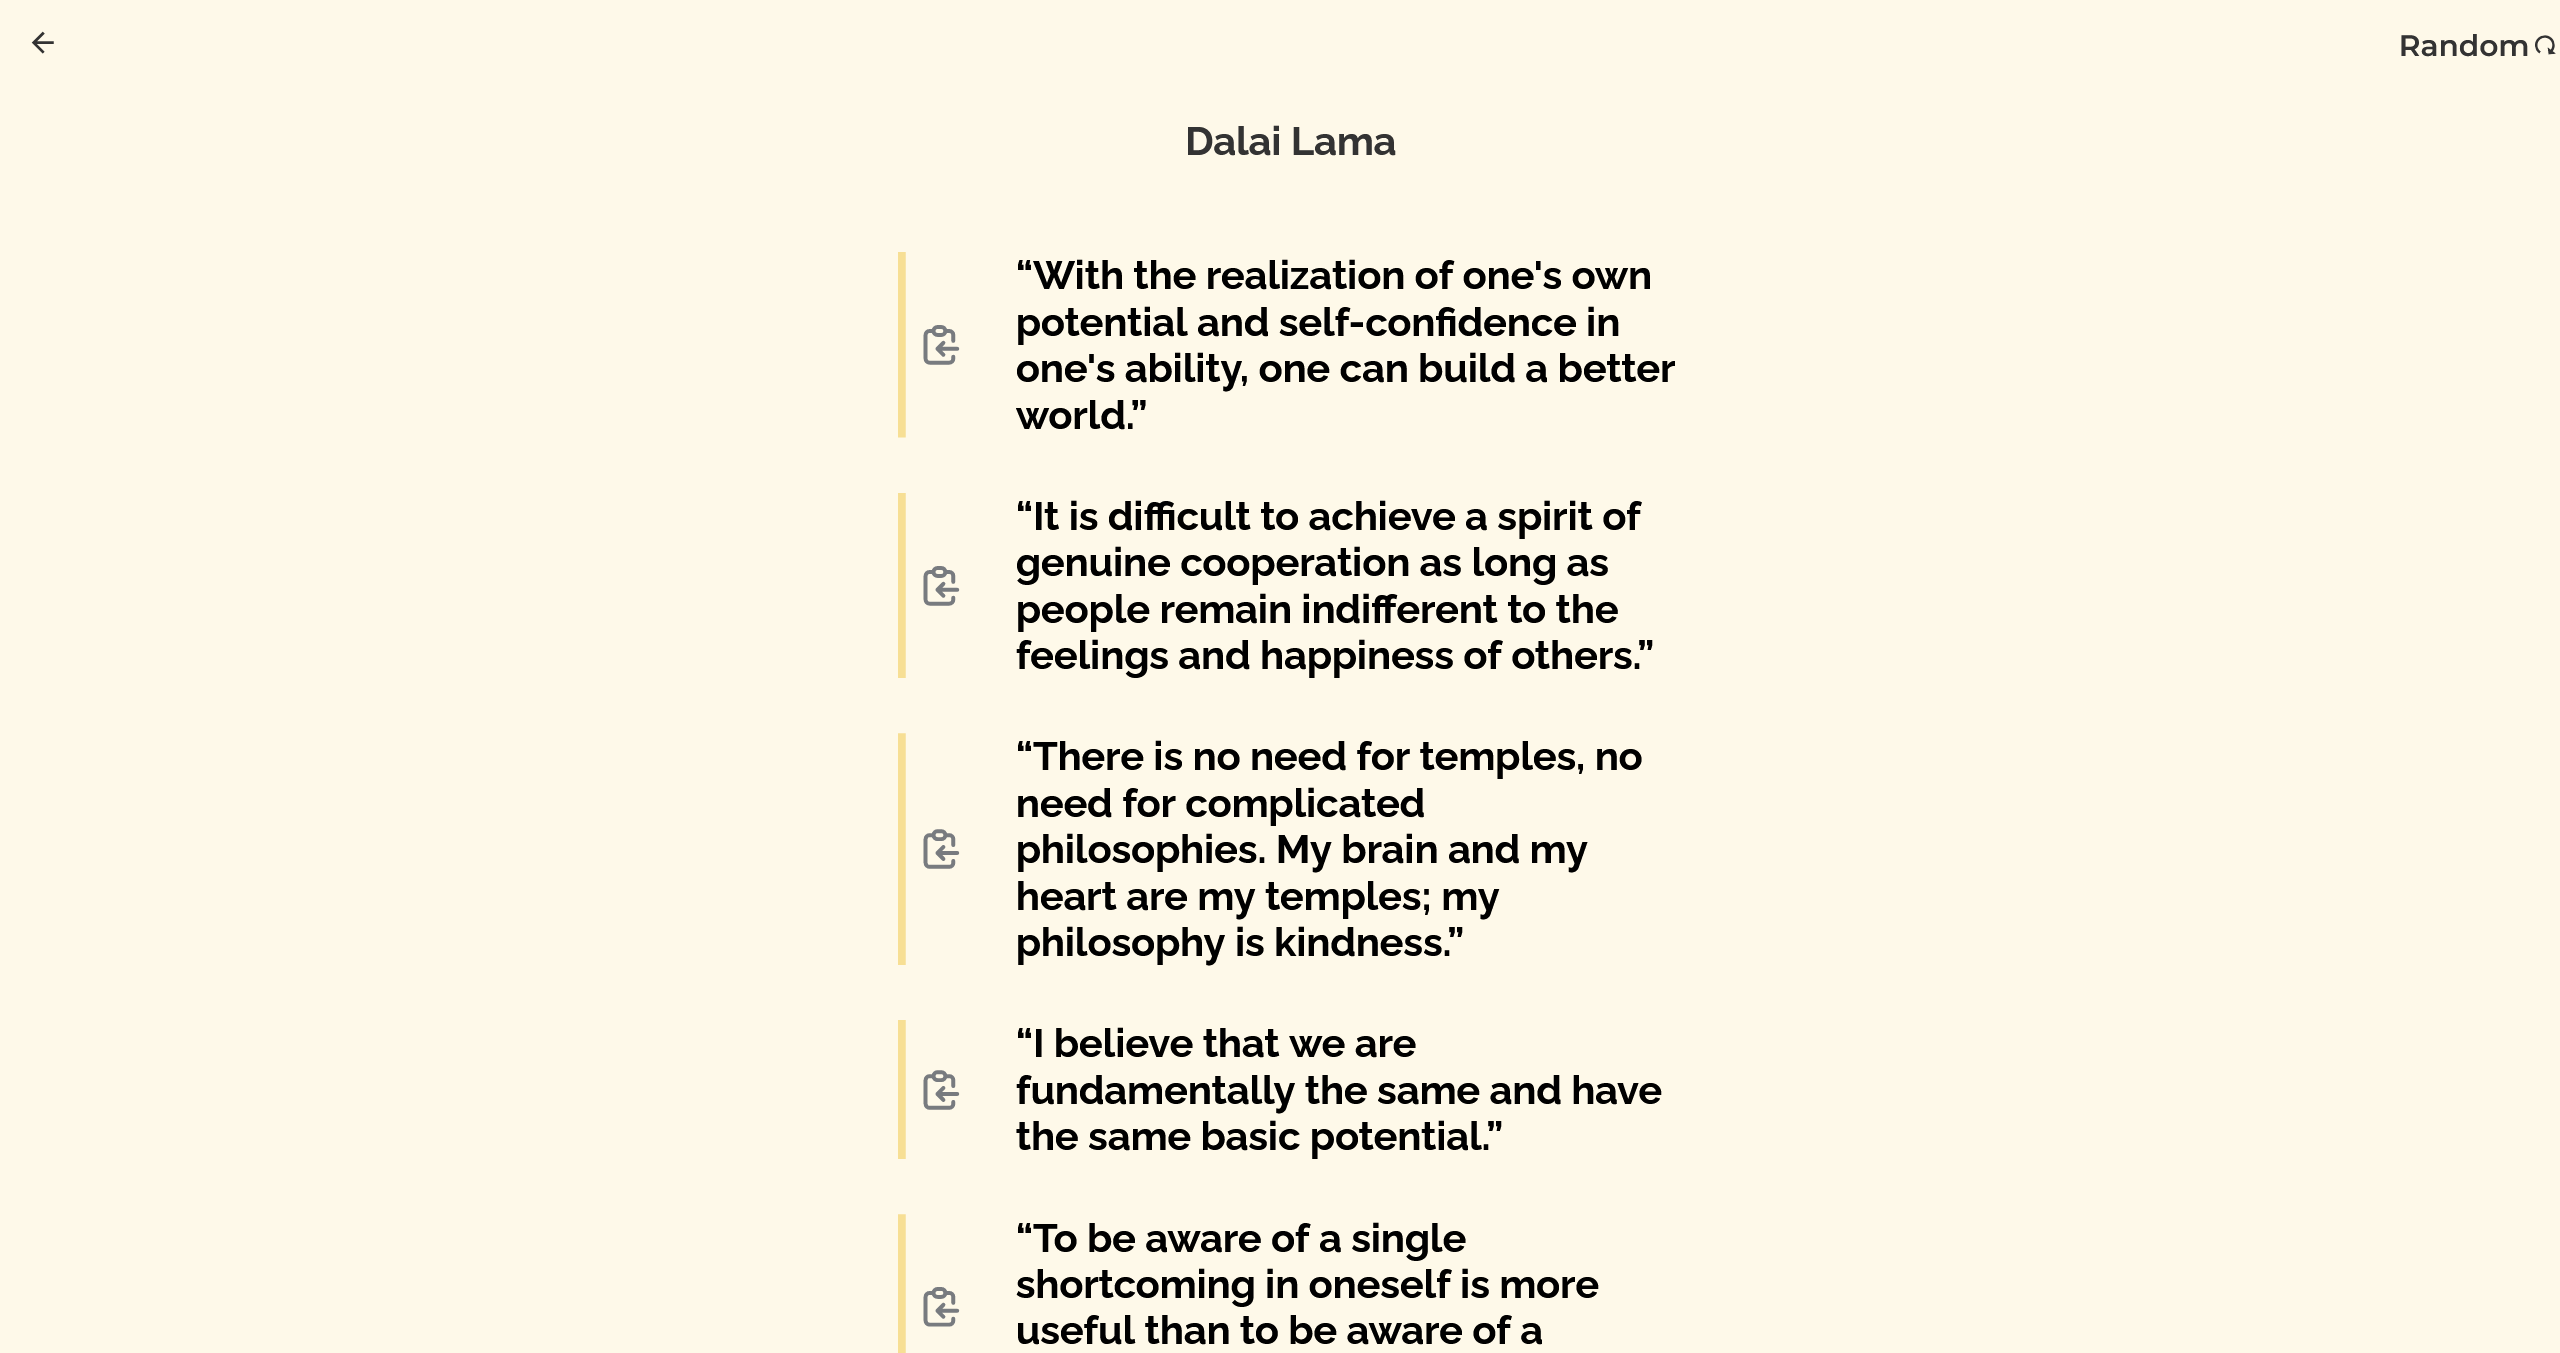 Random
Dalai Lama
“With the realization of one's own
potential and self-confidence in
one's ability, one can build a better
world.”
“It is difficult to achieve a spirit of
genuine cooperation as long as
people remain indifferent to the
feelings and happiness of others.”
“There is no need for temples, no
need for complicated
philosophies. My brain and my
heart are my temples; my
philosophy is kindness.”
“I believe that we are
fundamentally the same and have
the same basic potential.”
“To be aware of a single
shortcoming in oneself is more
useful than to be aware of a